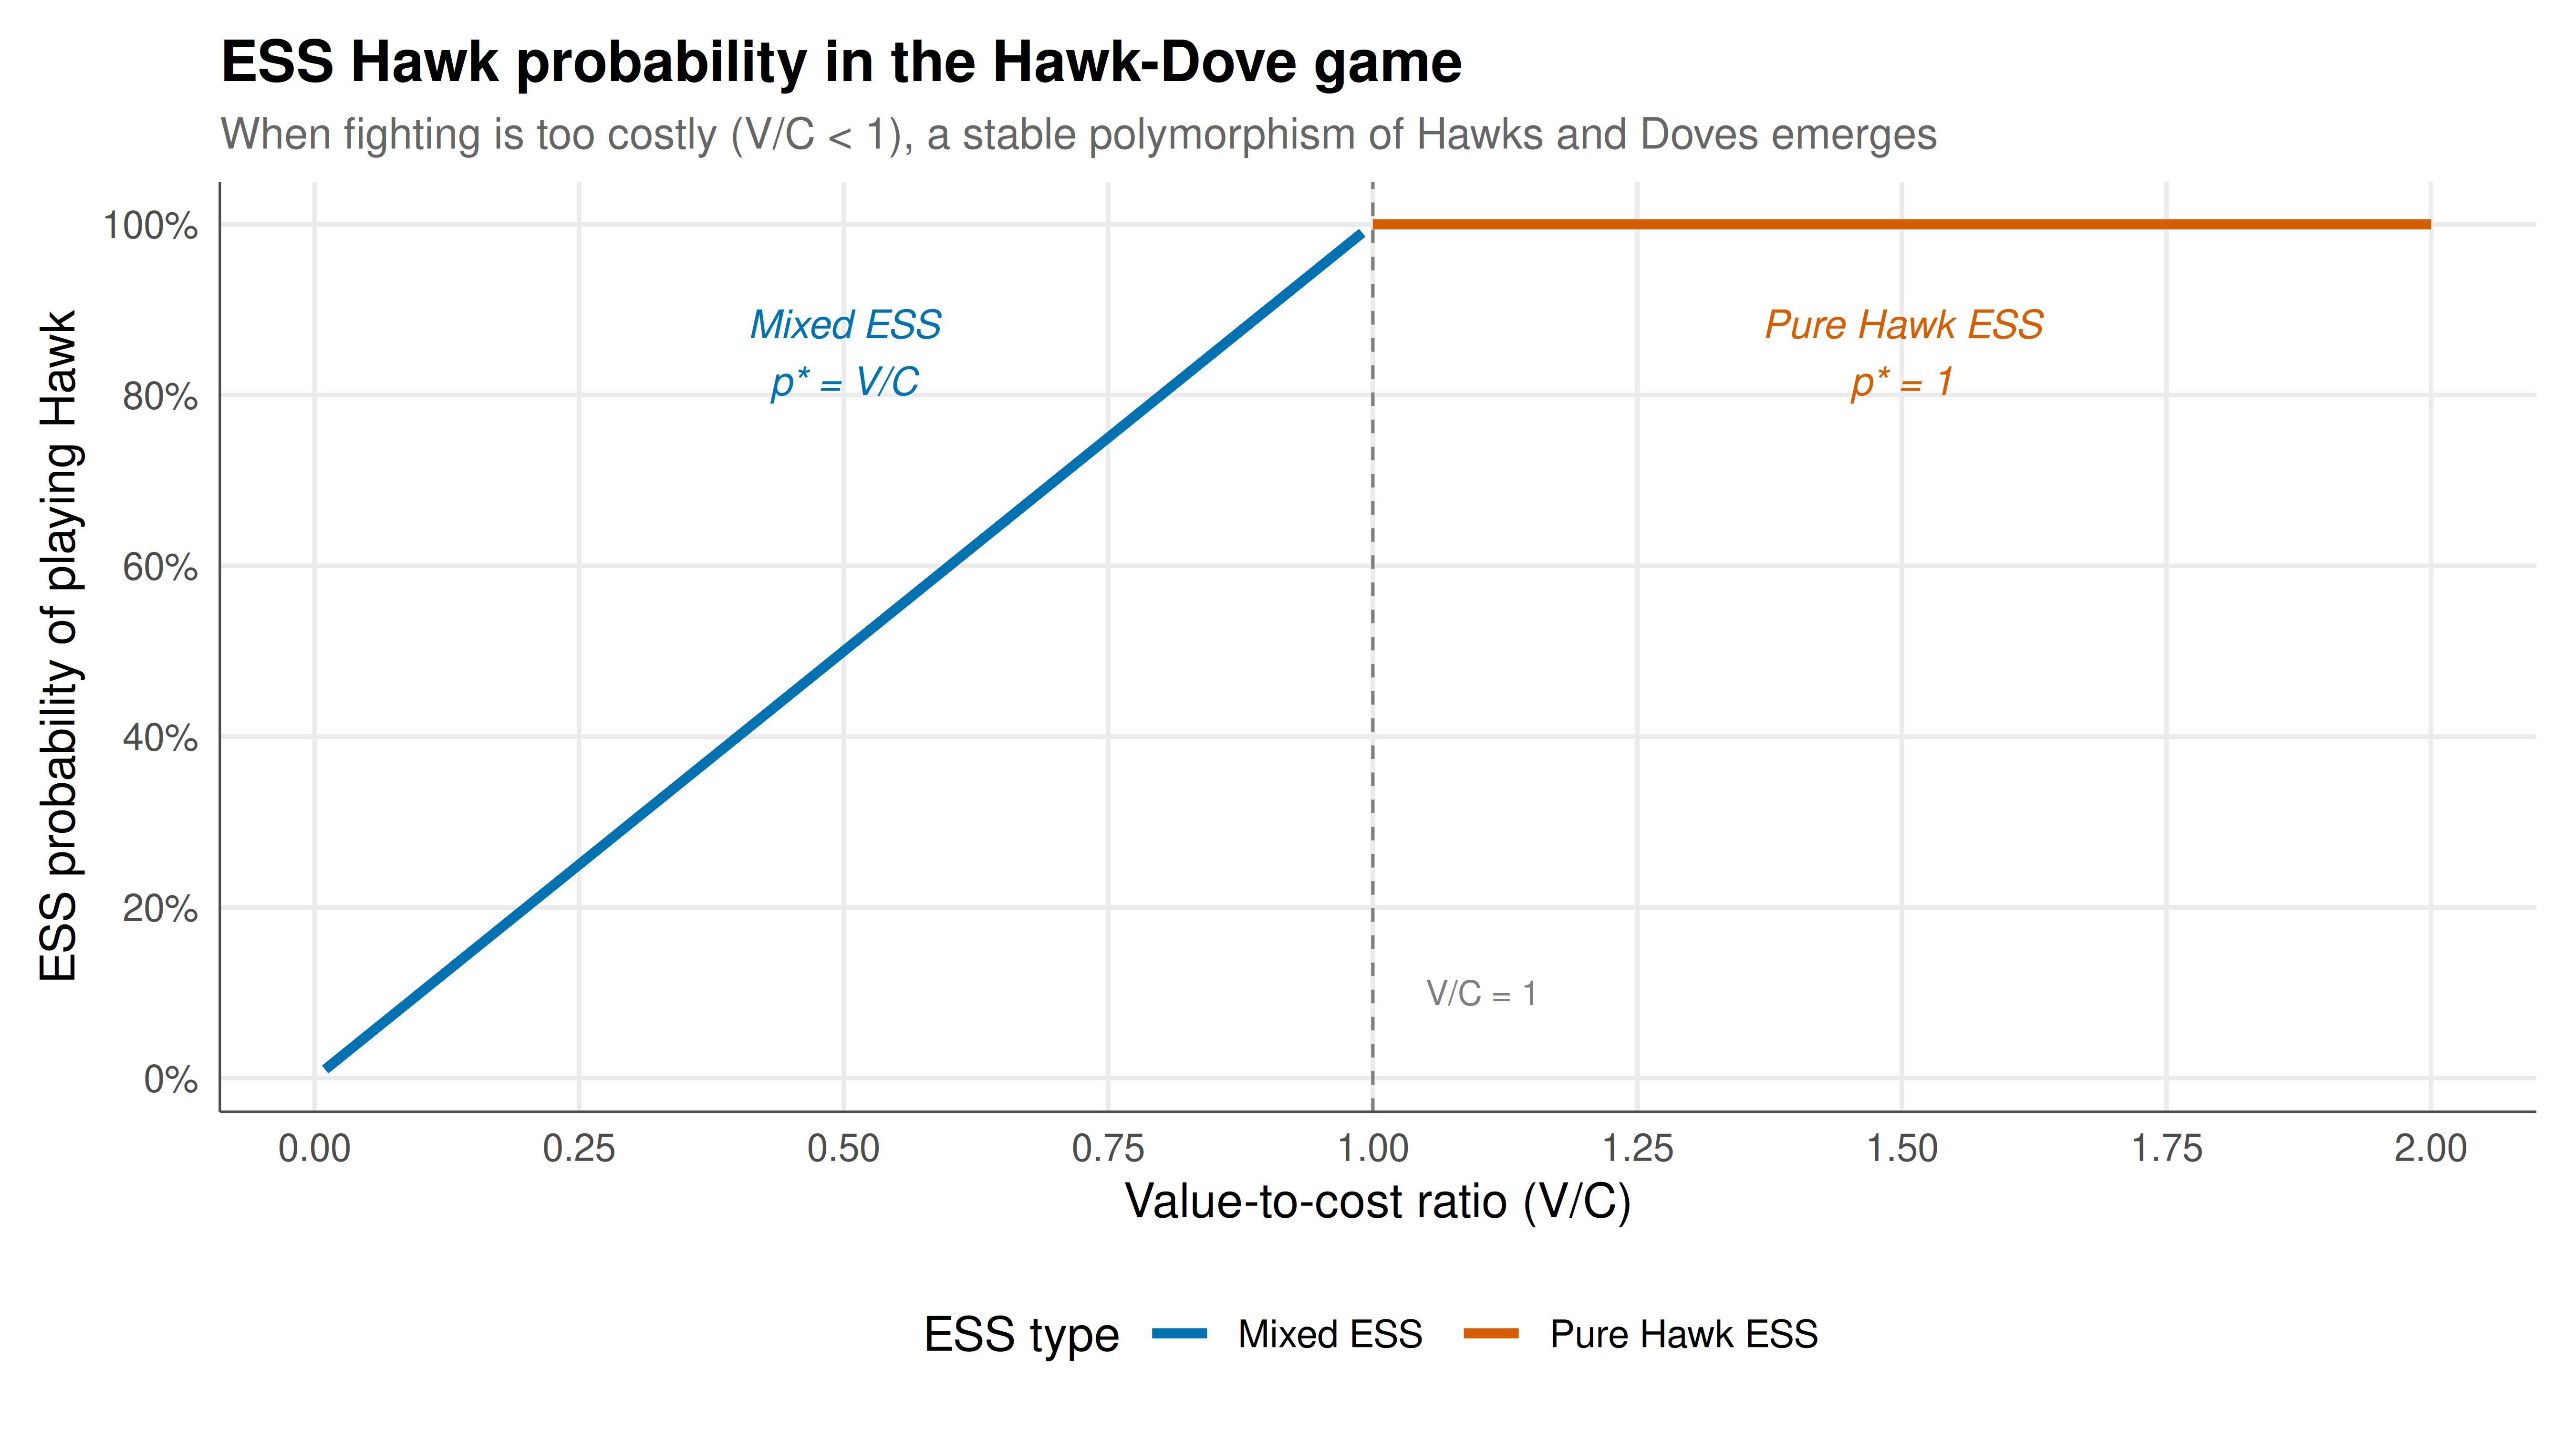 ESS Hawk probability in the Hawk-Dove game
When fighting is too costly (V/C < 1), a stable polymorphism of Hawks and Doves emerges
ESS probability of playing Hawk
100%
80%
60%
40%
20%
0%
Mixed ESS
p* = V/C
Pure Hawk ESS
p* = 1
V/C = 1
0.00
0.25
0.50
0.75
1.00
1.25
1.50
1.75
2.00
Value-to-cost ratio (V/C)
ESS type
Mixed ESS
Pure Hawk ESS